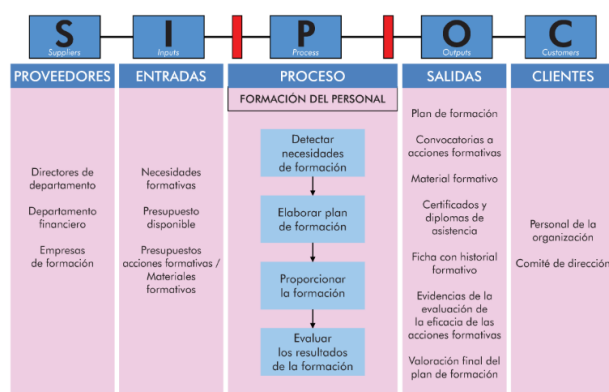 S
Suppliers
I
Inputs
P
Process
O
Outputs
C
Customers
PROVEEDORES
ENTRADAS
PROCESO
SALIDAS
CLIENTES
FORMACIÓN DEL PERSONAL
Directores de
departamento
Departamento
financiero
Empresas
de formación
Necesidades
formativas
Presupuesto
disponible
Presupuestos
acciones formativas /
Materiales
formativos
Detectar
necesidades
de formación
Elaborar plan
de formación
Proporcionar
la formación
Evaluar
los resultados
de la formación
Plan de formación
Convocatorias a
acciones formativas
Material formativo
Certificados y
diplomas de
asistencia
Ficha con historial
formativo
Evidencias de la
evaluación de
la eficacia de las
acciones formativas
Valoración final del
plan de formación
Personal de la
organización
Comité de dirección